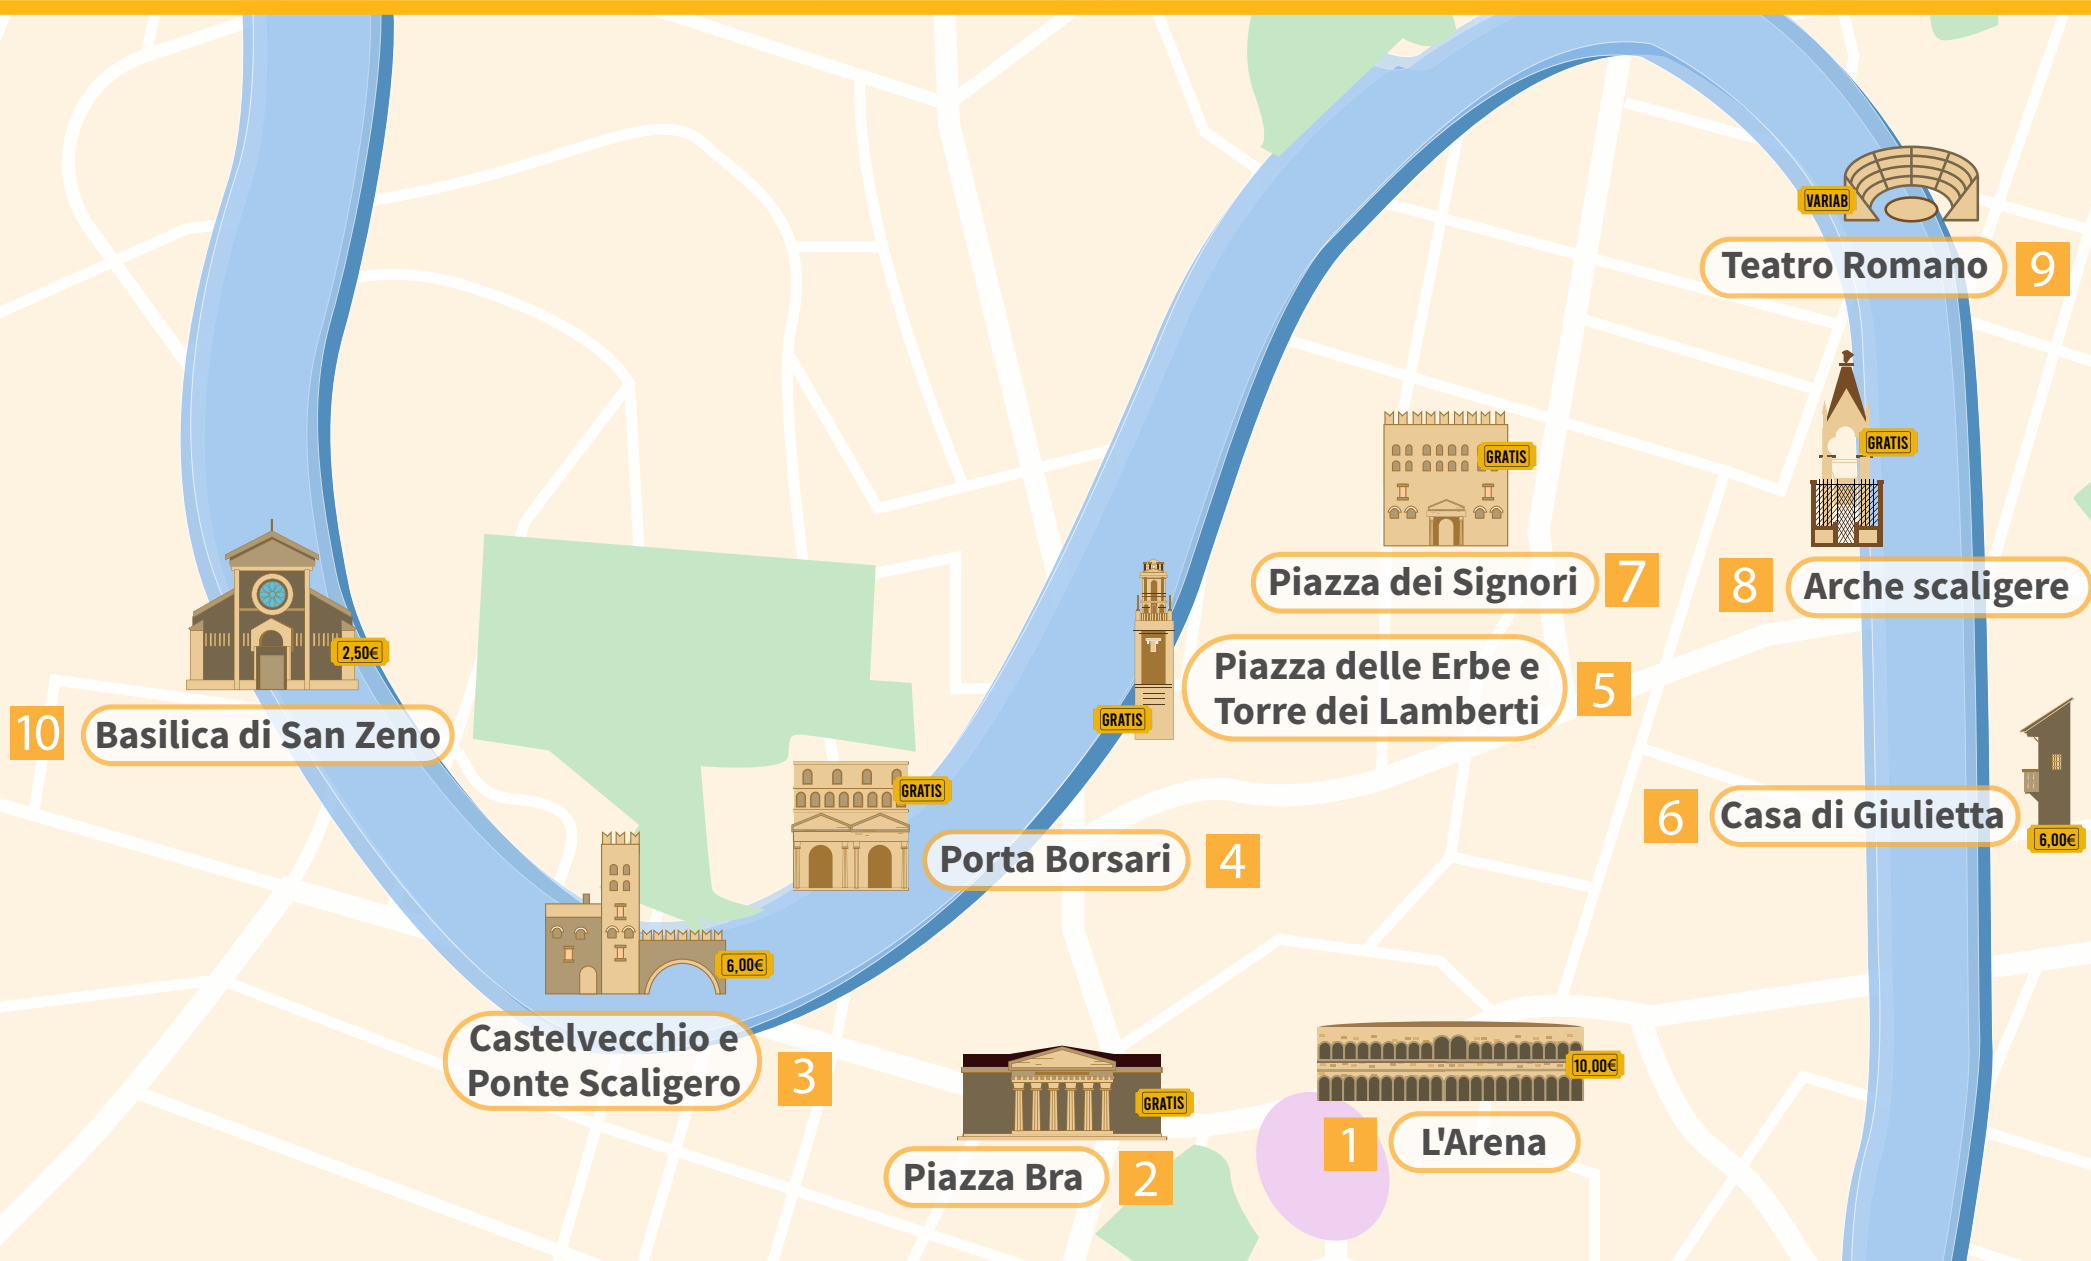 VARIAB
Teatro Romano
9
GRATIS
GRATIS
Piazza dei Signori
7
8
Arche scaligere
2,50€
10
Basilica di San Zeno
GRATIS
Piazza delle Erbe e
Torre dei Lamberti
5
GRATIS
Porta Borsari
4
6
Casa di Giulietta
6,00€
6,00€
Castelvecchio e
Ponte Scaligero
3
GRATIS
Piazza Bra
2
10,00€
1
L'Arena